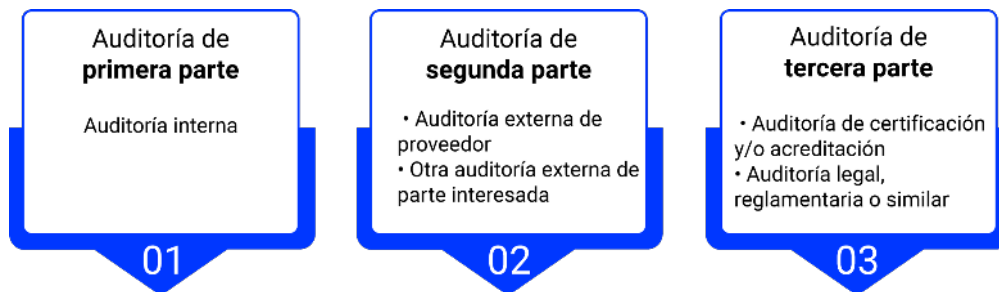 Auditoría de
primera parte
Auditoría interna
01
Auditoría de
segunda parte
• Auditoría externa de
proveedor
• Otra auditoría externa de
parte interesada
02
Auditoría de
tercera parte
• Auditoría de certificación
y/o acreditación
• Auditoría legal,
reglamentaria o similar
03